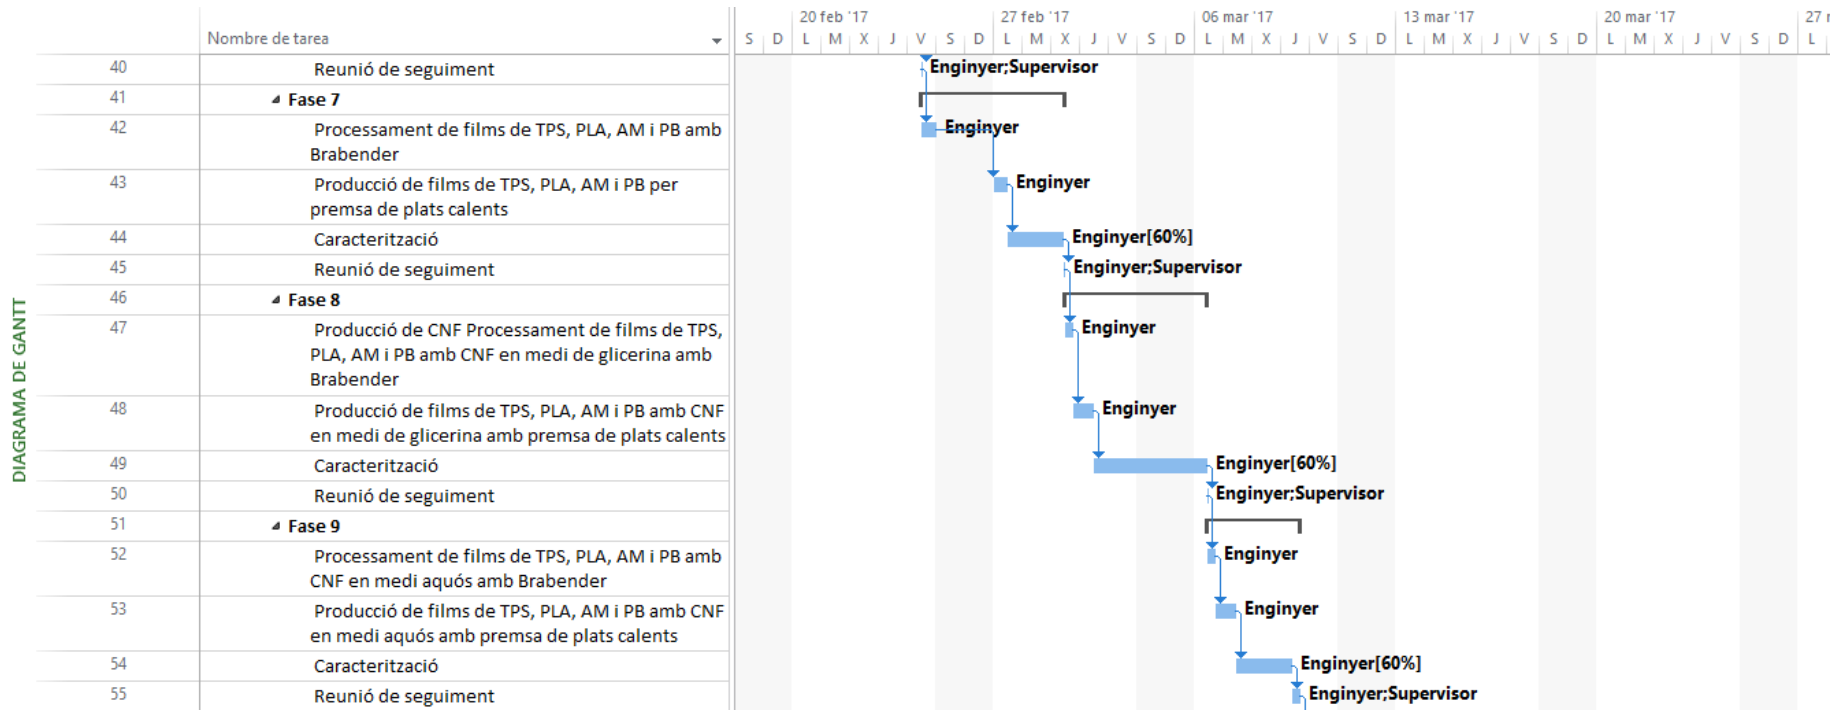 20 feb '17 27 feb '17 06 mar '17 13 mar '17 20 mar '17 27
Nombre de tarea S D L M X J V S D L M X J V S D L M X J V S D L M X J V S D L M X J V S D L
40 Reunió de seguiment Enginyer;Supervisor
41 Fase 7
42 Processament de films de TPS, PLA, AM i PB amb Enginyer
Brabender
43 Producció de films de TPS, PLA, AM i PB per Enginyer
premsa de plats calents
44 Caracterització Enginyer[60%]
45 Reunió de seguiment Enginyer;Supervisor
46 Fase 8
47 Producció de CNF Processament de films de TPS, Enginyer
PLA, AM i PB amb CNF en medi de glicerina amb
Brabender
48 Producció de films de TPS, PLA, AM i PB amb CNF Enginyer
en medi de glicerina amb premsa de plats calents
49 Caracterització Enginyer[60%]
50 Reunió de seguiment Enginyer;Supervisor
51 Fase 9
52 Processament de films de TPS, PLA, AM i PB amb Enginyer
CNF en medi aquós amb Brabender
53 Producció de films de TPS, PLA, AM i PB amb CNF Enginyer
en medi aquós amb premsa de plats calents
54 Caracterització Enginyer[60%]
55 Reunió de seguiment Enginyer;Supervisor
DIAGRAMA DE GANTT